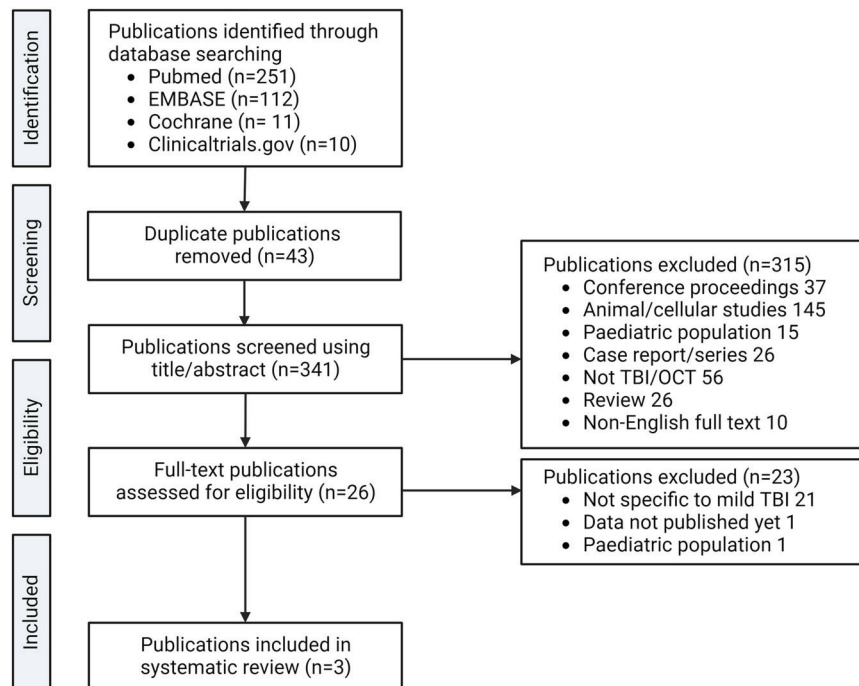 Identification
Publications identified through
database searching
• Pubmed (n=251)
• EMBASE (n=112)
• Cochrane (n= 11)
• Clinicaltrials.gov (n=10)
Screening
Duplicate publications
removed (n=43)
Publications screened using
title/abstract (n=341)
Publications excluded (n=315)
• Conference proceedings 37
• Animal/cellular studies 145
• Paediatric population 15
• Case report/series 26
• Not TBI/OCT 56
• Review 26
• Non-English full text 10
Eligibility
Full-text publications
assessed for eligibility (n=26)
Publications excluded (n=23)
• Not specific to mild TBI 21
• Data not published yet 1
• Paediatric population 1
Included
Publications included in
systematic review (n=3)